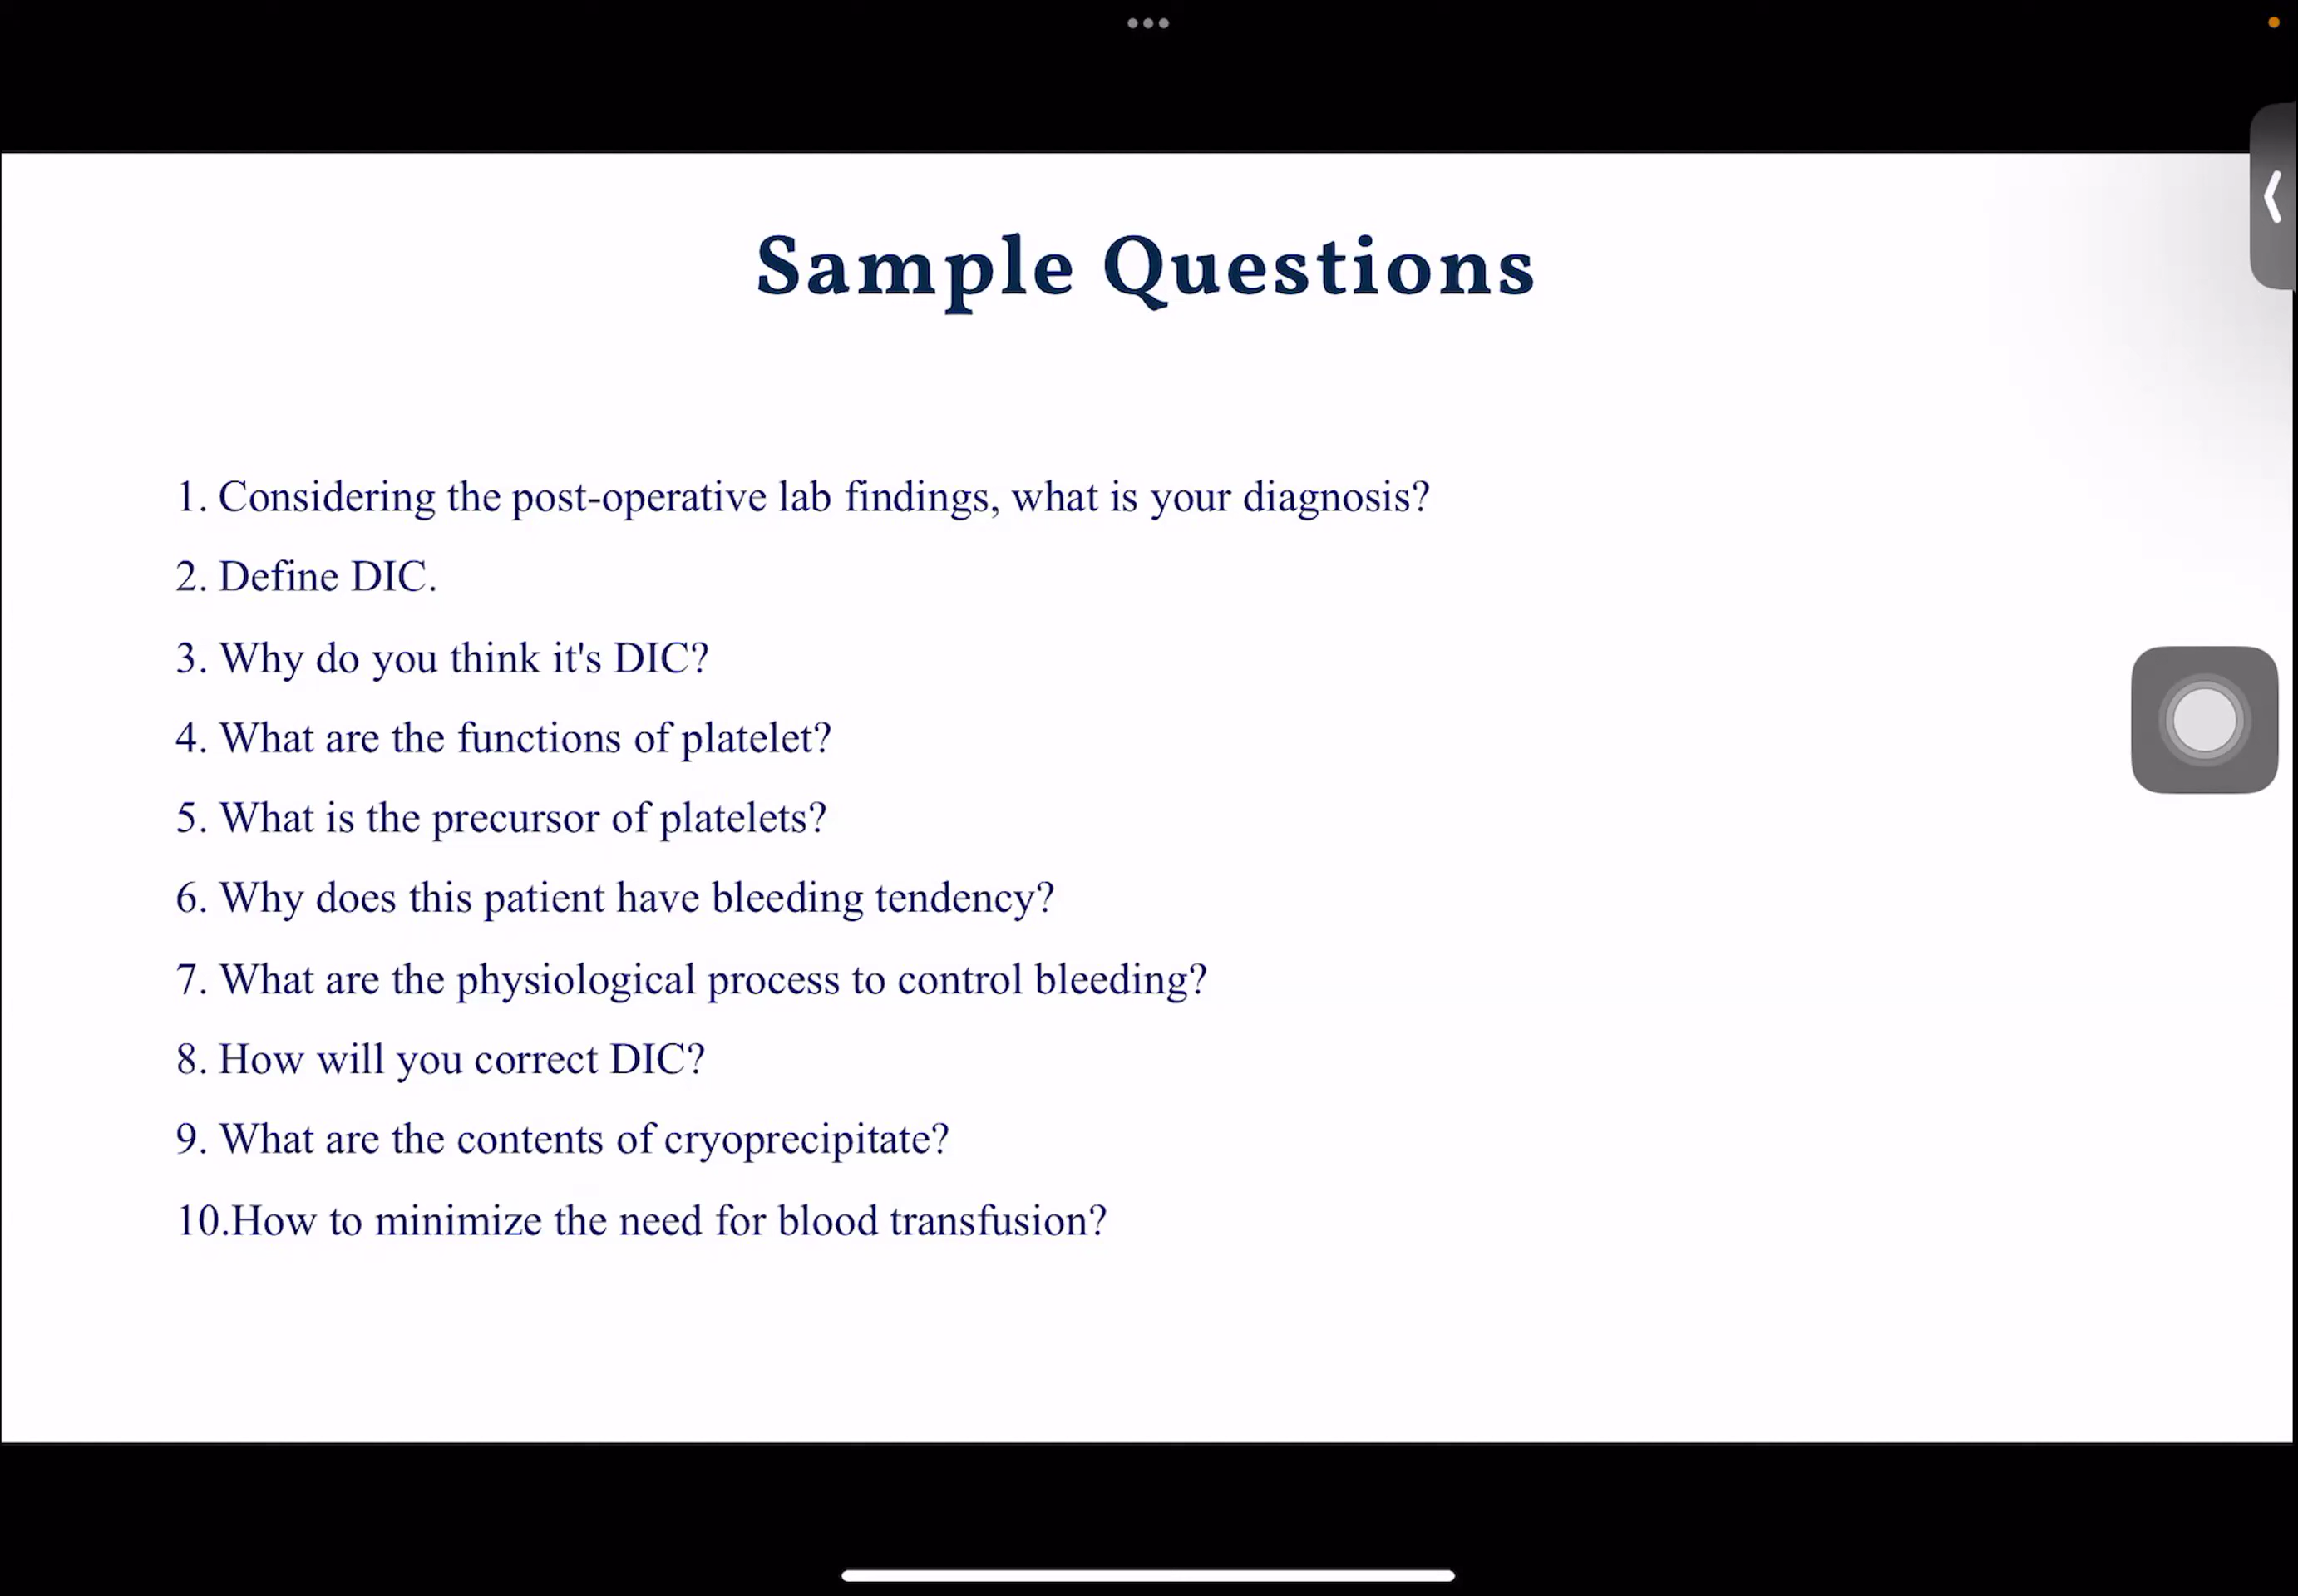 Sample Questions
1. Considering the post-operative lab findings, what is your diagnosis?
2. Define DIC.
3. Why do you think it's DIC?
4. What are the functions of platelet?
5. What is the precursor of platelets?
6. Why does this patient have bleeding tendency?
7. What are the physiological process to control bleeding?
8. How will you correct DIC?
9. What are the contents of cryoprecipitate?
10.How to minimize the need for blood transfusion?